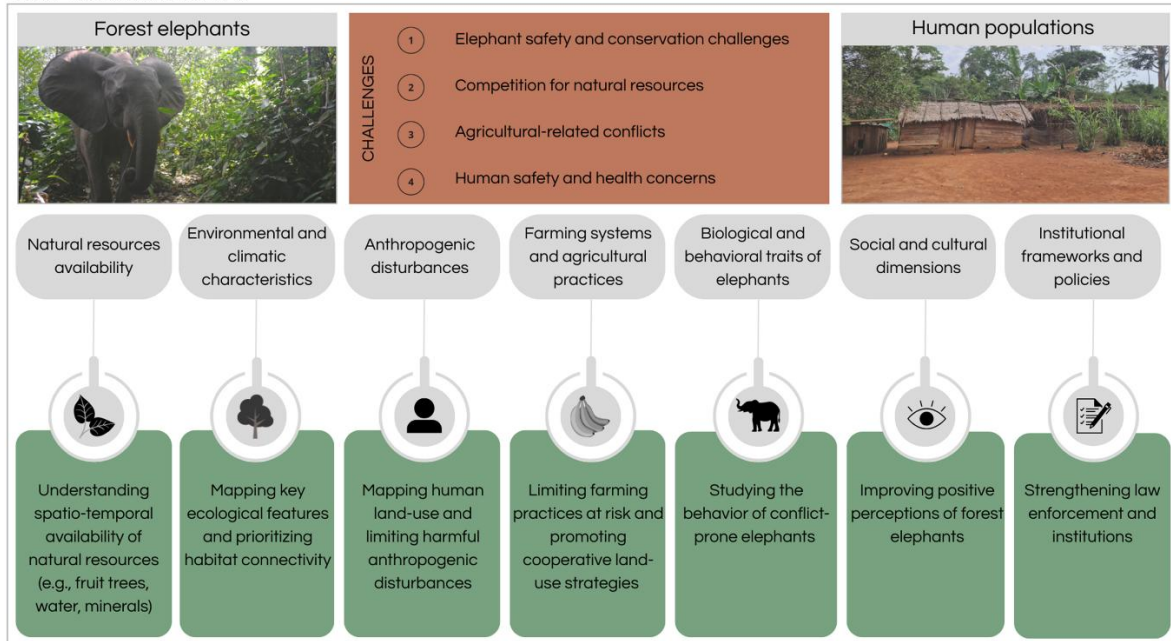 Forest elephants
CHALLENGES
1 Elephant safety and conservation challenges
2 Competition for natural resources
3 Agricultural-related conflicts
4 Human safety and health concerns
Human populations
Natural resources
availability
Environmental and
climatic
characteristics
Anthropogenic
disturbances
Farming systems
and agricultural
practices
Biological and
behavioral traits of
elephants
Social and cultural
dimensions
Institutional
frameworks and
policies
Understanding
spatio-temporal
availability of
natural resources
(e.g., fruit trees,
water, minerals)
Mapping key
ecological features
and prioritizing
habitat connectivity
Mapping human
land-use and
limiting harmful
anthropogenic
disturbances
Limiting farming
practices at risk and
promoting
cooperative land-
use strategies
Studying the
behavior of conflict-
prone elephants
Improving positive
perceptions of forest
elephants
Strengthening law
enforcement and
institutions